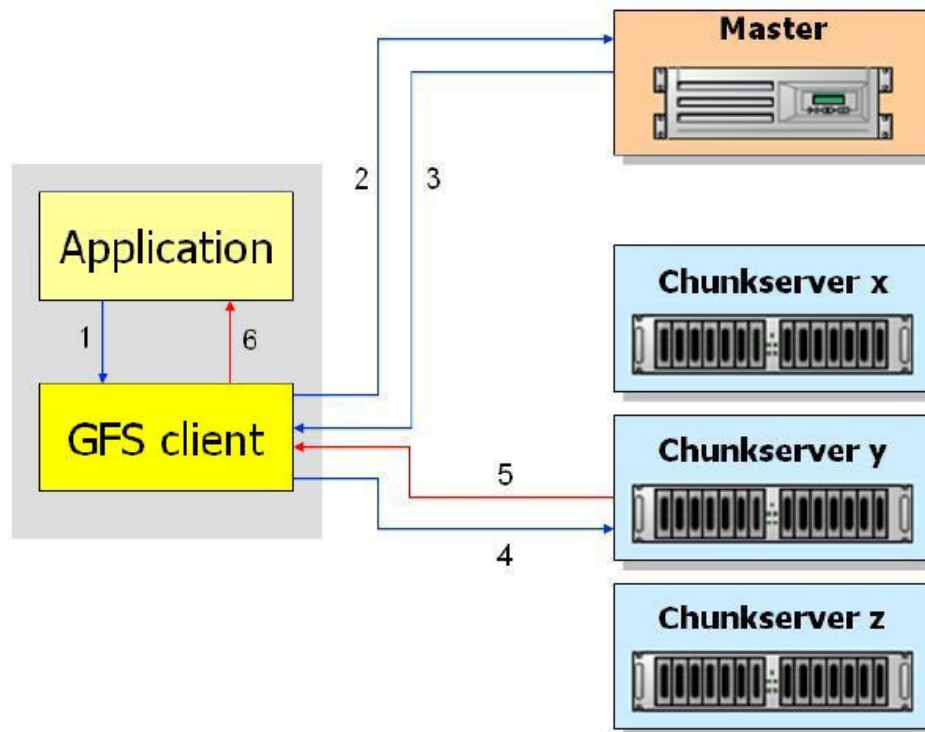 Master
2
3
Application
Chunkserver x
1
6
GFS client
Chunkserver y
5
4
Chunkserver z